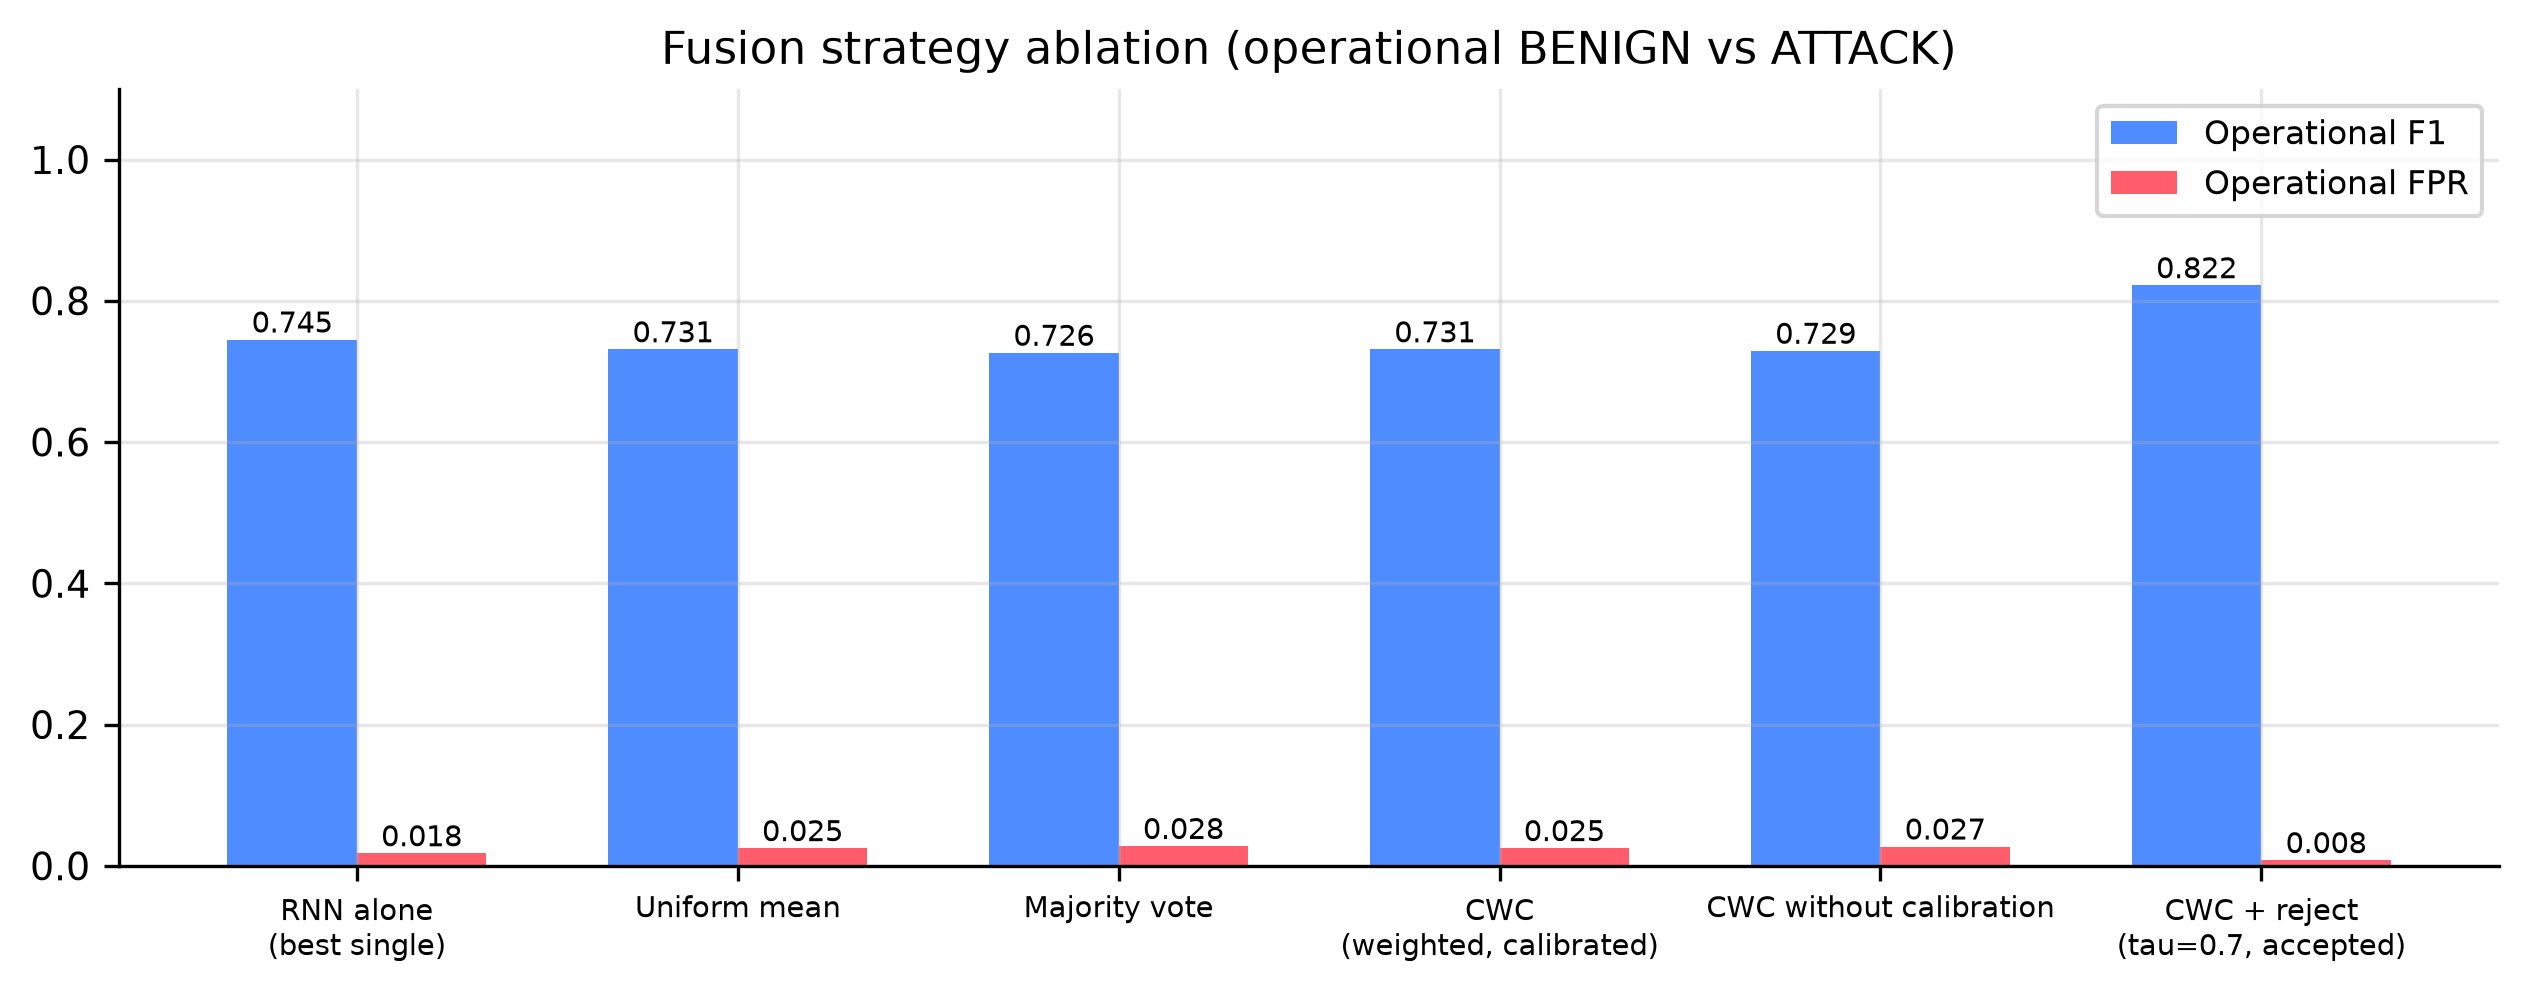 Fusion strategy ablation (operational BENIGN vs ATTACK)
Operational F1
Operational FPR
1.0
0.8
0.6
0.4
0.2
0.0
0.745
0.018
0.731
0.025
0.726
0.028
0.731
0.025
0.729
0.027
0.822
0.008
RNN alone
(best single)
Uniform mean
Majority vote
CWC
(weighted, calibrated)
CWC without calibration
CWC + reject
(tau=0.7, accepted)